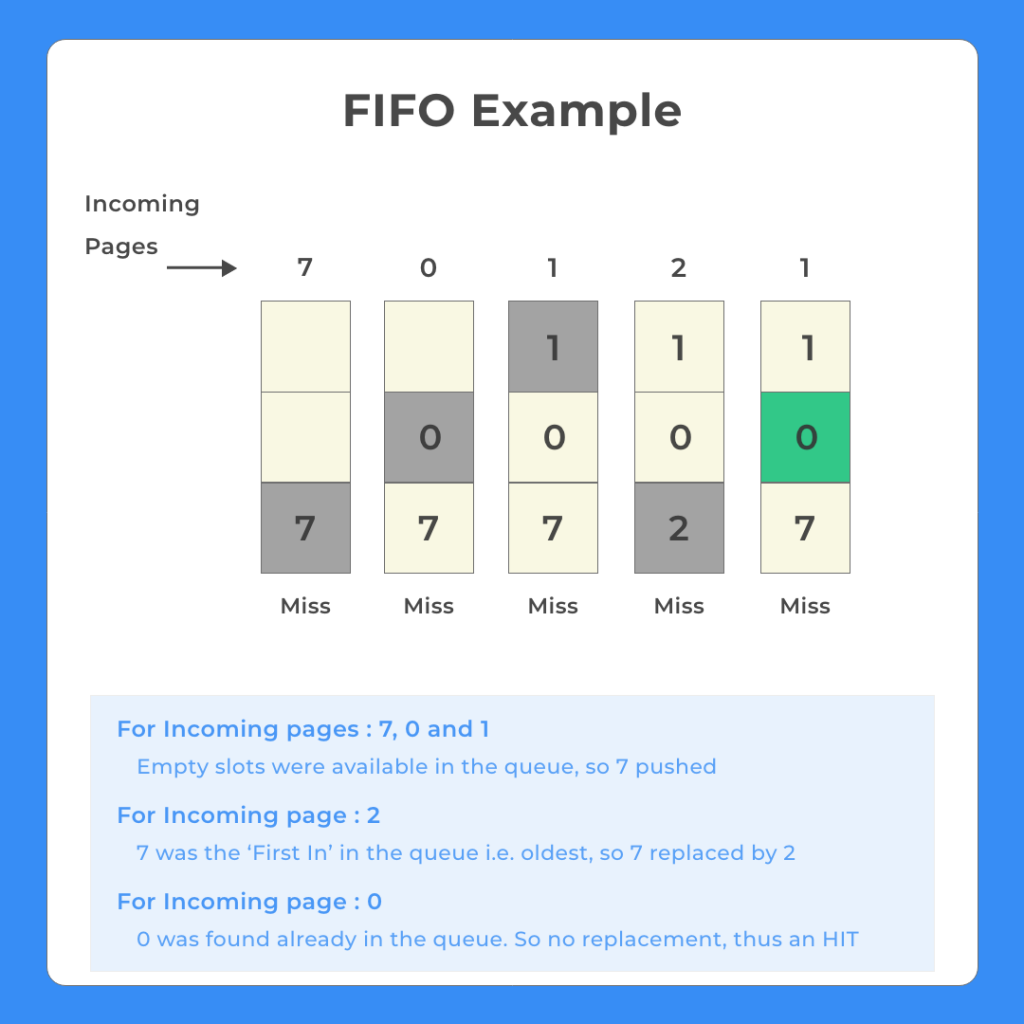 FIFO Example
Incoming
Pages
7 0 1 2 1
1 1 1
0 0 0 0
7 7 7 2 7
Miss Miss Miss Miss Miss
For Incoming pages : 7, 0 and 1
Empty slots were available in the queue, so 7 pushed
For Incoming page : 2
7 was the ‘First In’ in the queue i.e. oldest, so 7 replaced by 2
For Incoming page : 0
0 was found already in the queue. So no replacement, thus an HIT